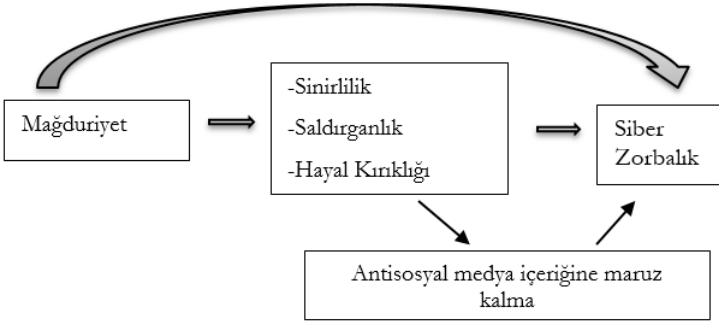 Mağduriyet
-Sinirlilik
-Saldırganlık
-Hayal Kırıklığı
Siber
Zorbalık
Antisosyal medya içeriğine maruz
kalma